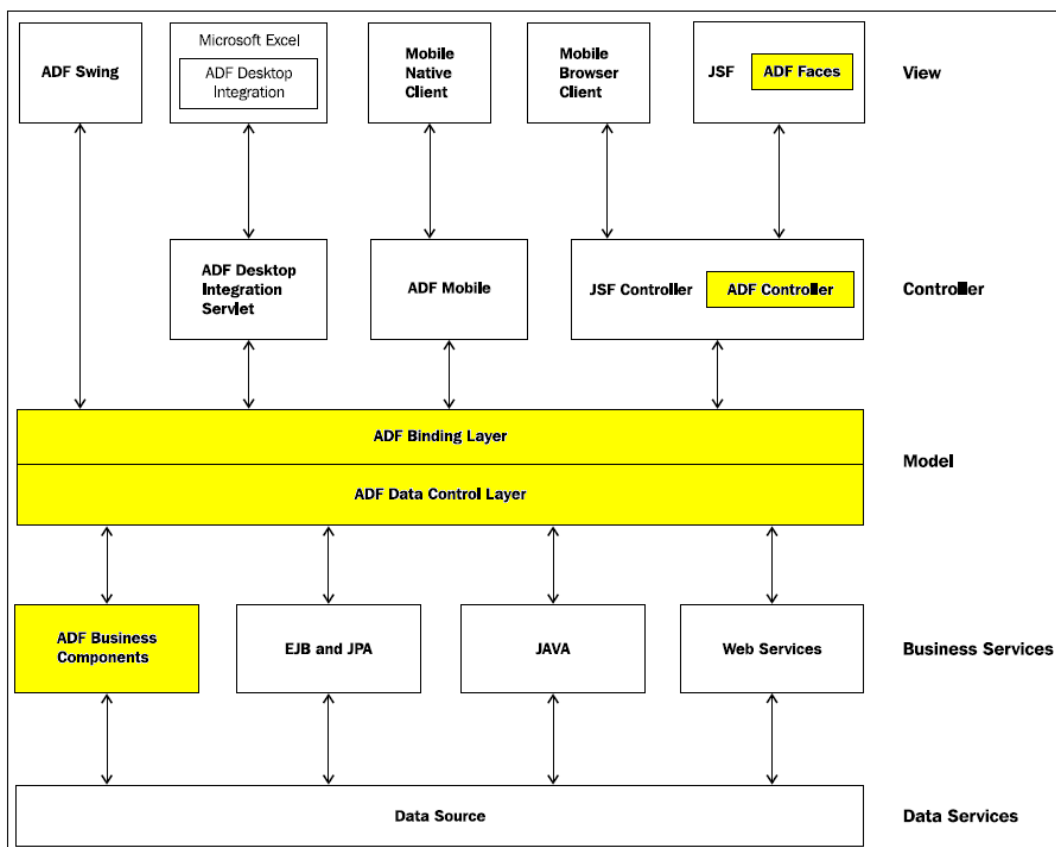 ADF Swing
Microsoft Excel
ADF Desktop
Integration
Mobile
Native
Client
Mobile
Browser
Client
JSF
ADF Faces
View
ADF Desktop
Integration
Servlet
ADF Mobile
JSF Controller
ADF Controller
Controller
ADF Binding Layer
Model
ADF Data Control Layer
ADF Business
Components
EJB and JPA
JAVA
Web Services
Business Services
Data Source
Data Services